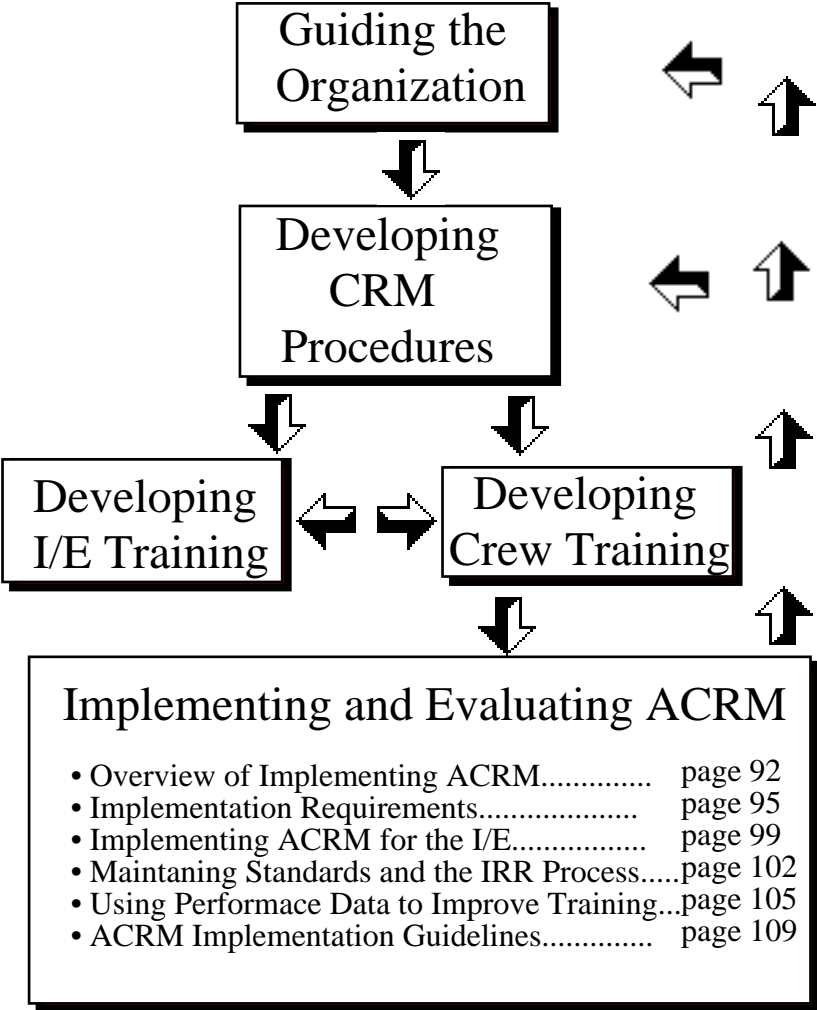 Guiding the
Organization
Developing
CRM
Procedures
Developing
I/E Training
Developing
Crew Training
Implementing and Evaluating ACRM
• Overview of Implementing ACRM.............. page 92
• Implementation Requirements.................... page 95
• Implementing ACRM for the I/E................. page 99
• Maintaning Standards and the IRR Process.....page 102
• Using Performace Data to Improve Training...page 105
• ACRM Implementation Guidelines.............. page 109